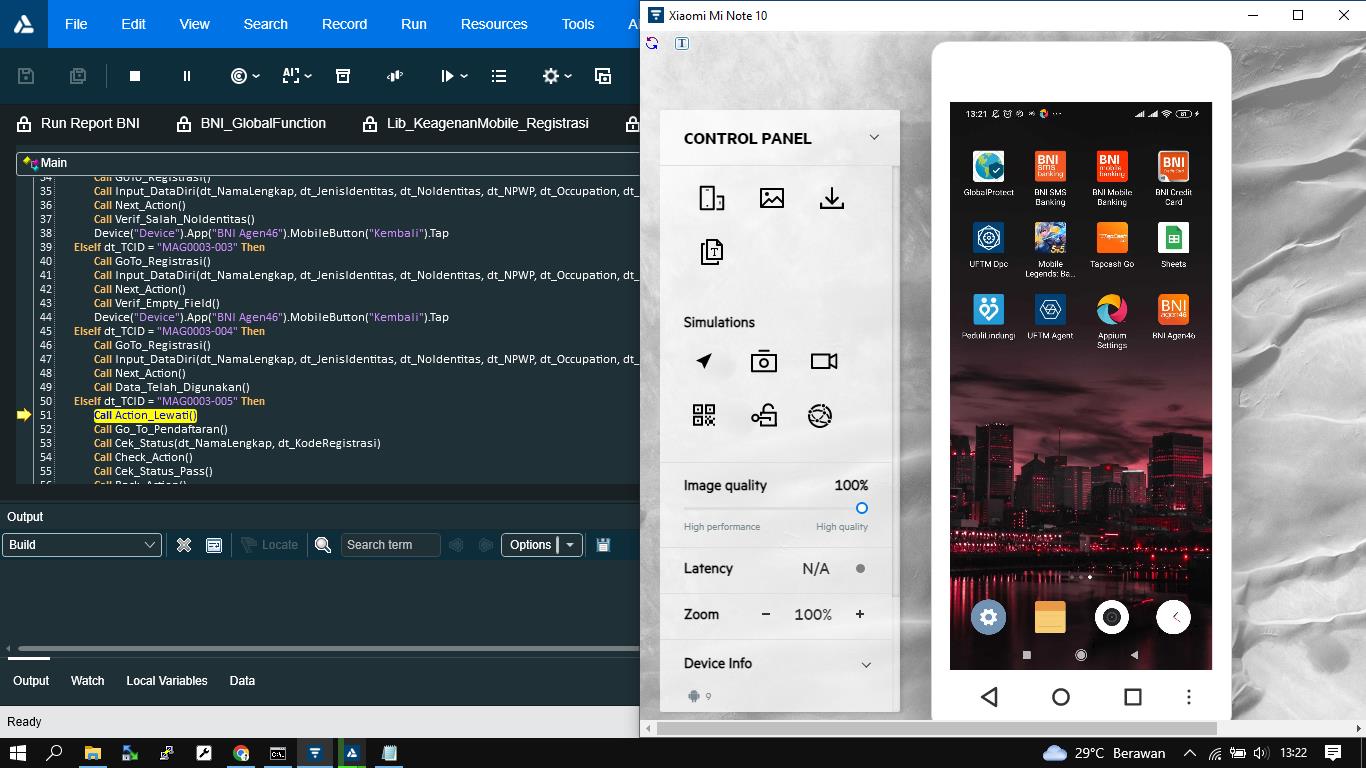 File Edit View Search Record Run Resources Tools
Xiaomi Mi Note 10
Run Report BNI BNI_GlobalFunction Lib_KeagenanMobile_Registrasi
Main
34 Call GoTo_Registrasi()
35 Call Input_DataDiri(dt_NamaLengkap, dt_JenisIdentitas, dt_NoIdentitas, dt_NPWP, dt_Occupation, dt_
36 Call Next_Action()
37 Call Verif_Salah_NoIdentitas()
38 Device("Device").App("BNI Agen46").MobileButton("Kembali").Tap
39 ElseIf dt_TCID = "MAG0003-003" Then
40 Call GoTo_Registrasi()
41 Call Input_DataDiri(dt_NamaLengkap, dt_JenisIdentitas, dt_NoIdentitas, dt_NPWP, dt_Occupation, dt_
42 Call Next_Action()
43 Call Verif_Empty_Field()
44 Device("Device").App("BNI Agen46").MobileButton("Kembali").Tap
45 ElseIf dt_TCID = "MAG0003-004" Then
46 Call GoTo_Registrasi()
47 Call Input_DataDiri(dt_NamaLengkap, dt_JenisIdentitas, dt_NoIdentitas, dt_NPWP, dt_Occupation, dt_
48 Call Next_Action()
49 Call Data_Telah_Digunakan()
50 ElseIf dt_TCID = "MAG0003-005" Then
51 Call Action_Lewati()
52 Call Go_To_Pendaftaran()
53 Call Cek_Status(dt_NamaLengkap, dt_KodeRegistrasi)
54 Call Check_Action()
55 Call Cek_Status_Pass()
56 Call Back_Action()
Output
Build
Locate
Search term
Options
Output Watch Local Variables Data
Ready
CONTROL PANEL
Simulations
Image quality 100%
High performance High quality
Latency N/A
Zoom - 100% +
Device Info
9
13:21
GlobalProtect
BNI SMS Banking
BNI Mobile Banking
BNI Credit Card
UFTM Dpc
Mobile Legends: Ba...
Tapcash Go
Sheets
PeduliLindungi
UFTM Agent
Appium Settings
BNI Agen46
29°C Berawan
13:22